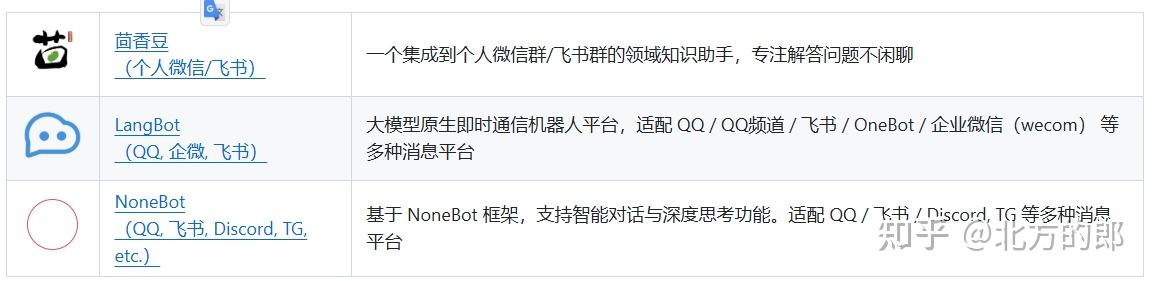 茴香豆
（个人微信/飞书）
一个集成到个人微信群/飞书群的领域知识助手，专注解答问题不闲聊
LangBot
（QQ, 企微, 飞书）
大模型原生即时通信机器人平台，适配 QQ / QQ频道 / 飞书 / OneBot / 企业微信（wecom） 等
多种消息平台
NoneBot
（QQ, 飞书, Discord, TG,
etc.）
基于 NoneBot 框架，支持智能对话与深度思考功能。适配 QQ / 飞书 / Discord, TG 等多种消息
平台
知乎 @北方的郎